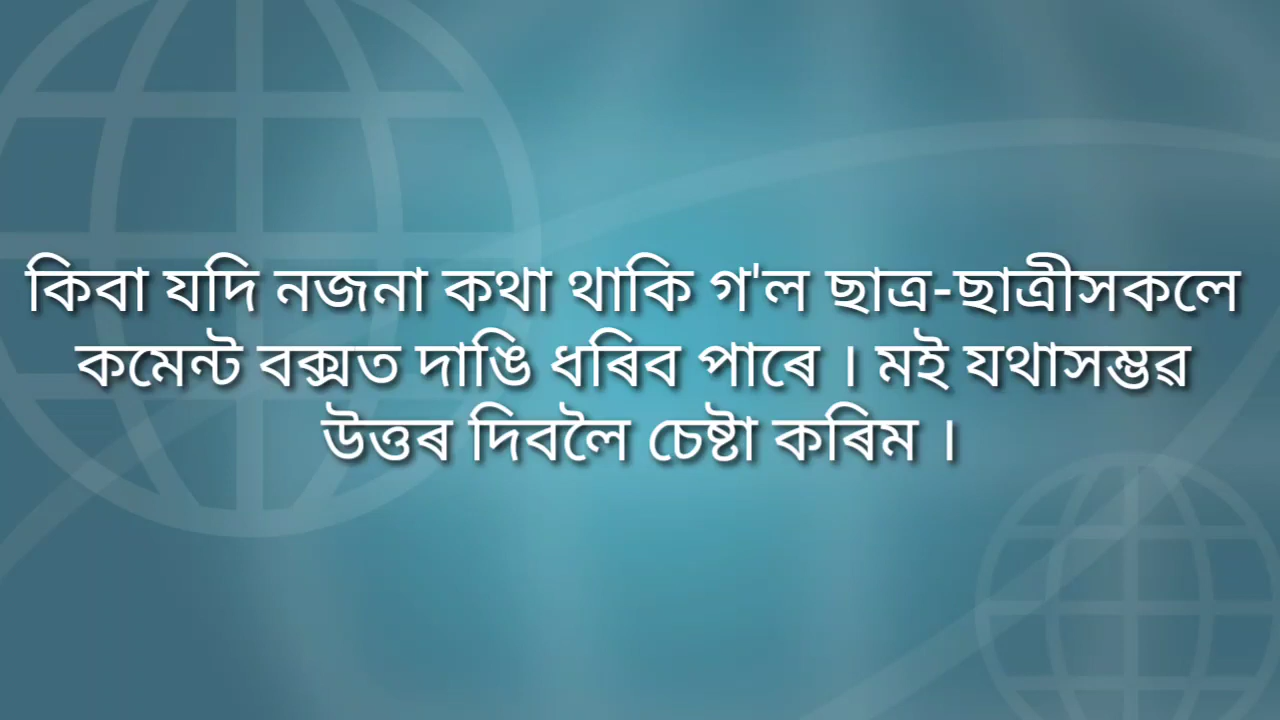 কিবা যদি নজনা কথা থাকি গ'ল ছাত্ৰ-ছাত্ৰীসকলে
কমেন্ট বক্সত দাঙি ধৰিব পাৰে । মই যথাসম্ভৱ
উত্তৰ দিবলৈ চেষ্টা কৰিম ।